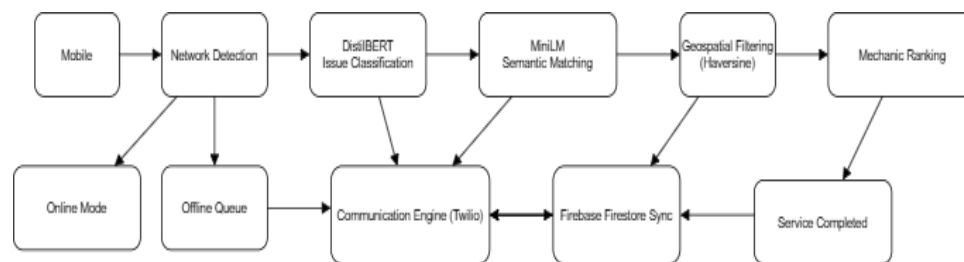 Mobile
Network Detection
DistilBERT
Issue Classification
MiniLM
Semantic Matching
Geospatial Filtering
(Haversine)
Mechanic Ranking
Online Mode
Offline Queue
Communication Engine (Twilio)
Firebase Firestore Sync
Service Completed